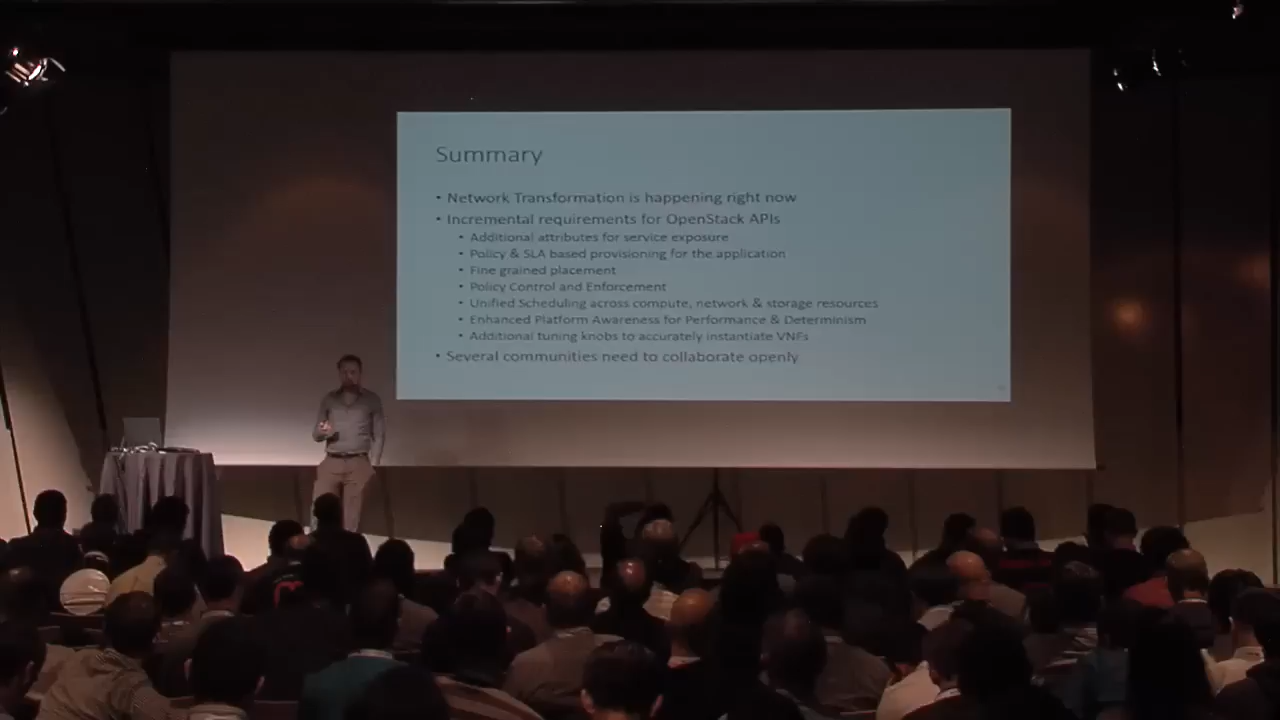 Summary
• Network Transformation is happening right now
• Incremental requirements for OpenStack APIs
• Additional attributes for service exposure
• Policy & SLA based provisioning for the application
• Fine grained placement
• Policy Control and Enforcement
• Unified Scheduling across compute, network & storage resources
• Enhanced Platform Awareness for Performance & Determinism
• Additional tuning knobs to accurately instantiate VNFs
• Several communities need to collaborate openly